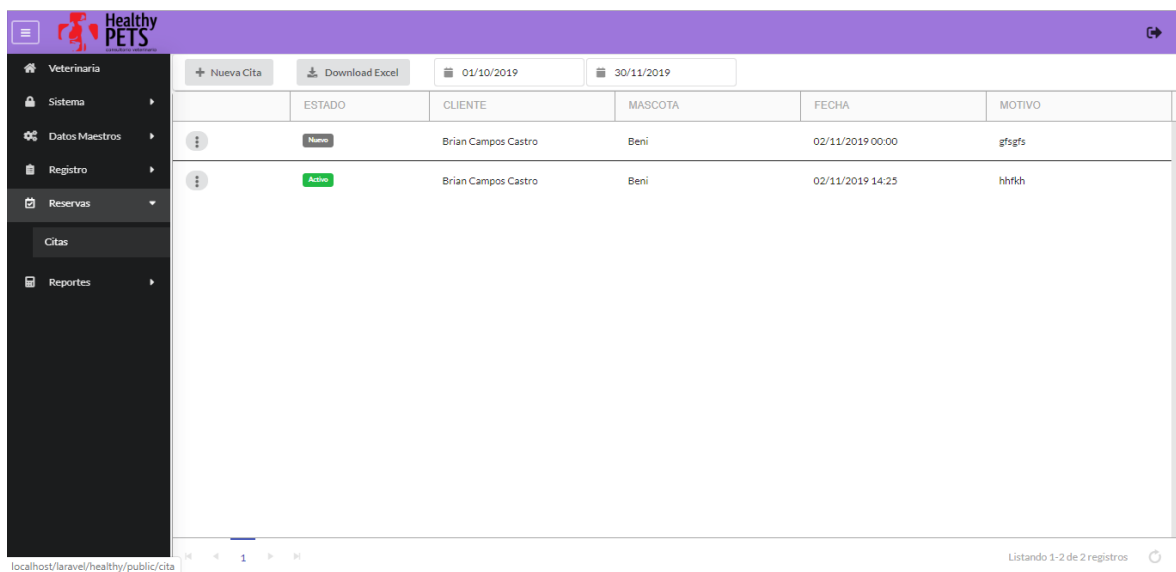 Healthy
PETS
consultorio veterinario
Veterinaria
Sistema
Datos Maestros
Registro
Reservas
Citas
Reportes
+ Nueva Cita Download Excel 01/10/2019 30/11/2019
ESTADO CLIENTE MASCOTA FECHA MOTIVO
Nuevo Brian Campos Castro Beni 02/11/2019 00:00 gfsgfs
Activo Brian Campos Castro Beni 02/11/2019 14:25 hhfkh
1
Listando 1-2 de 2 registros
localhost/laravel/healthy/public/cita